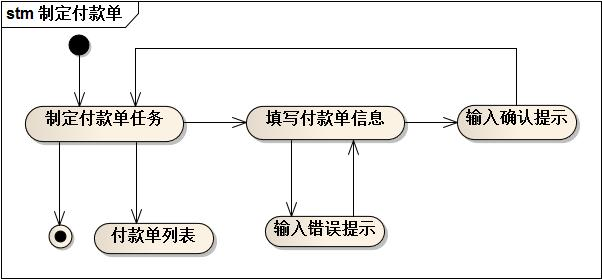 stm 制定付款单
制定付款单任务
填写付款单信息
输入确认提示
付款单列表
输入错误提示